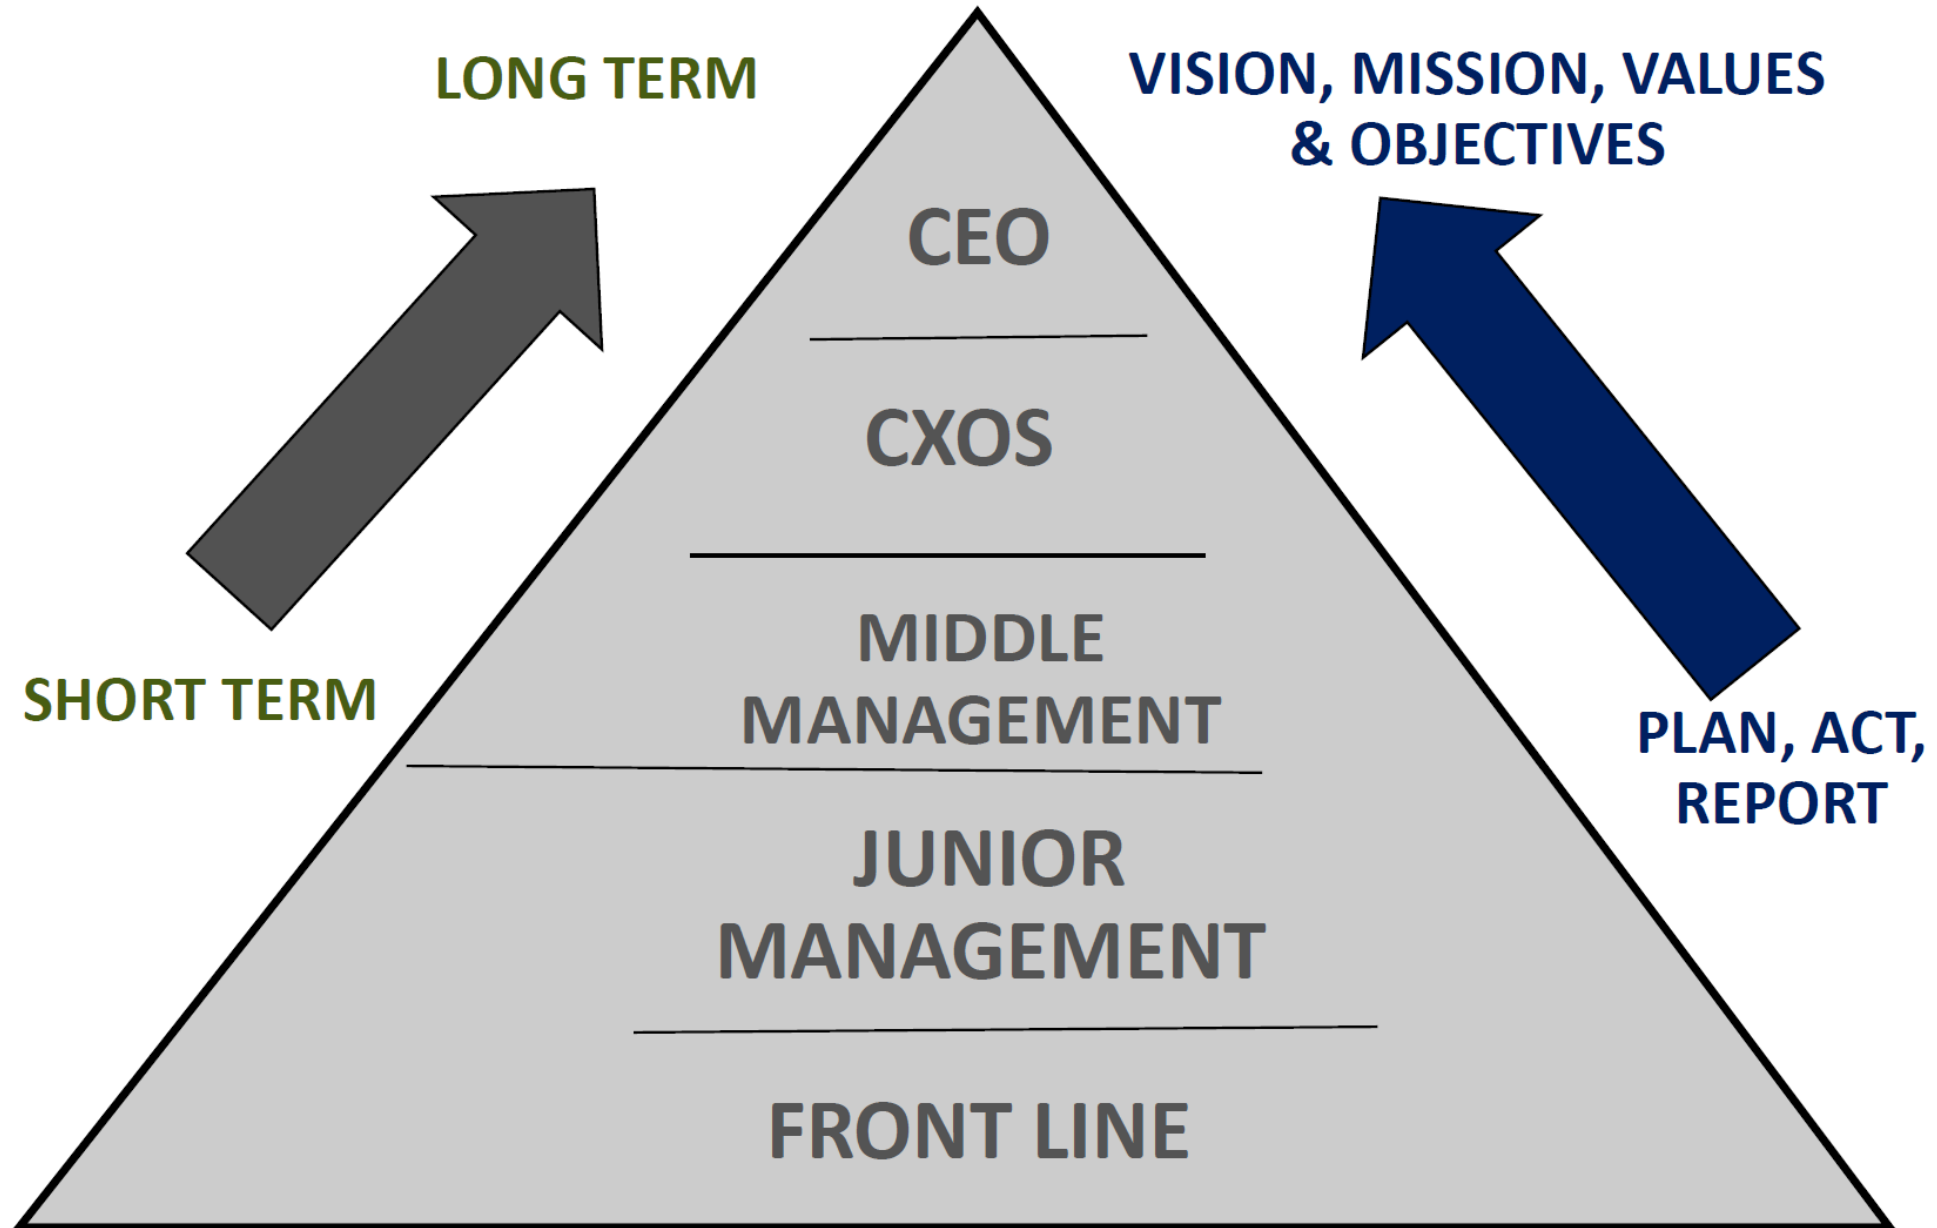 LONG TERM
VISION, MISSION, VALUES
& OBJECTIVES
CEO
CXOS
MIDDLE
MANAGEMENT
SHORT TERM
PLAN, ACT,
REPORT
JUNIOR
MANAGEMENT
FRONT LINE